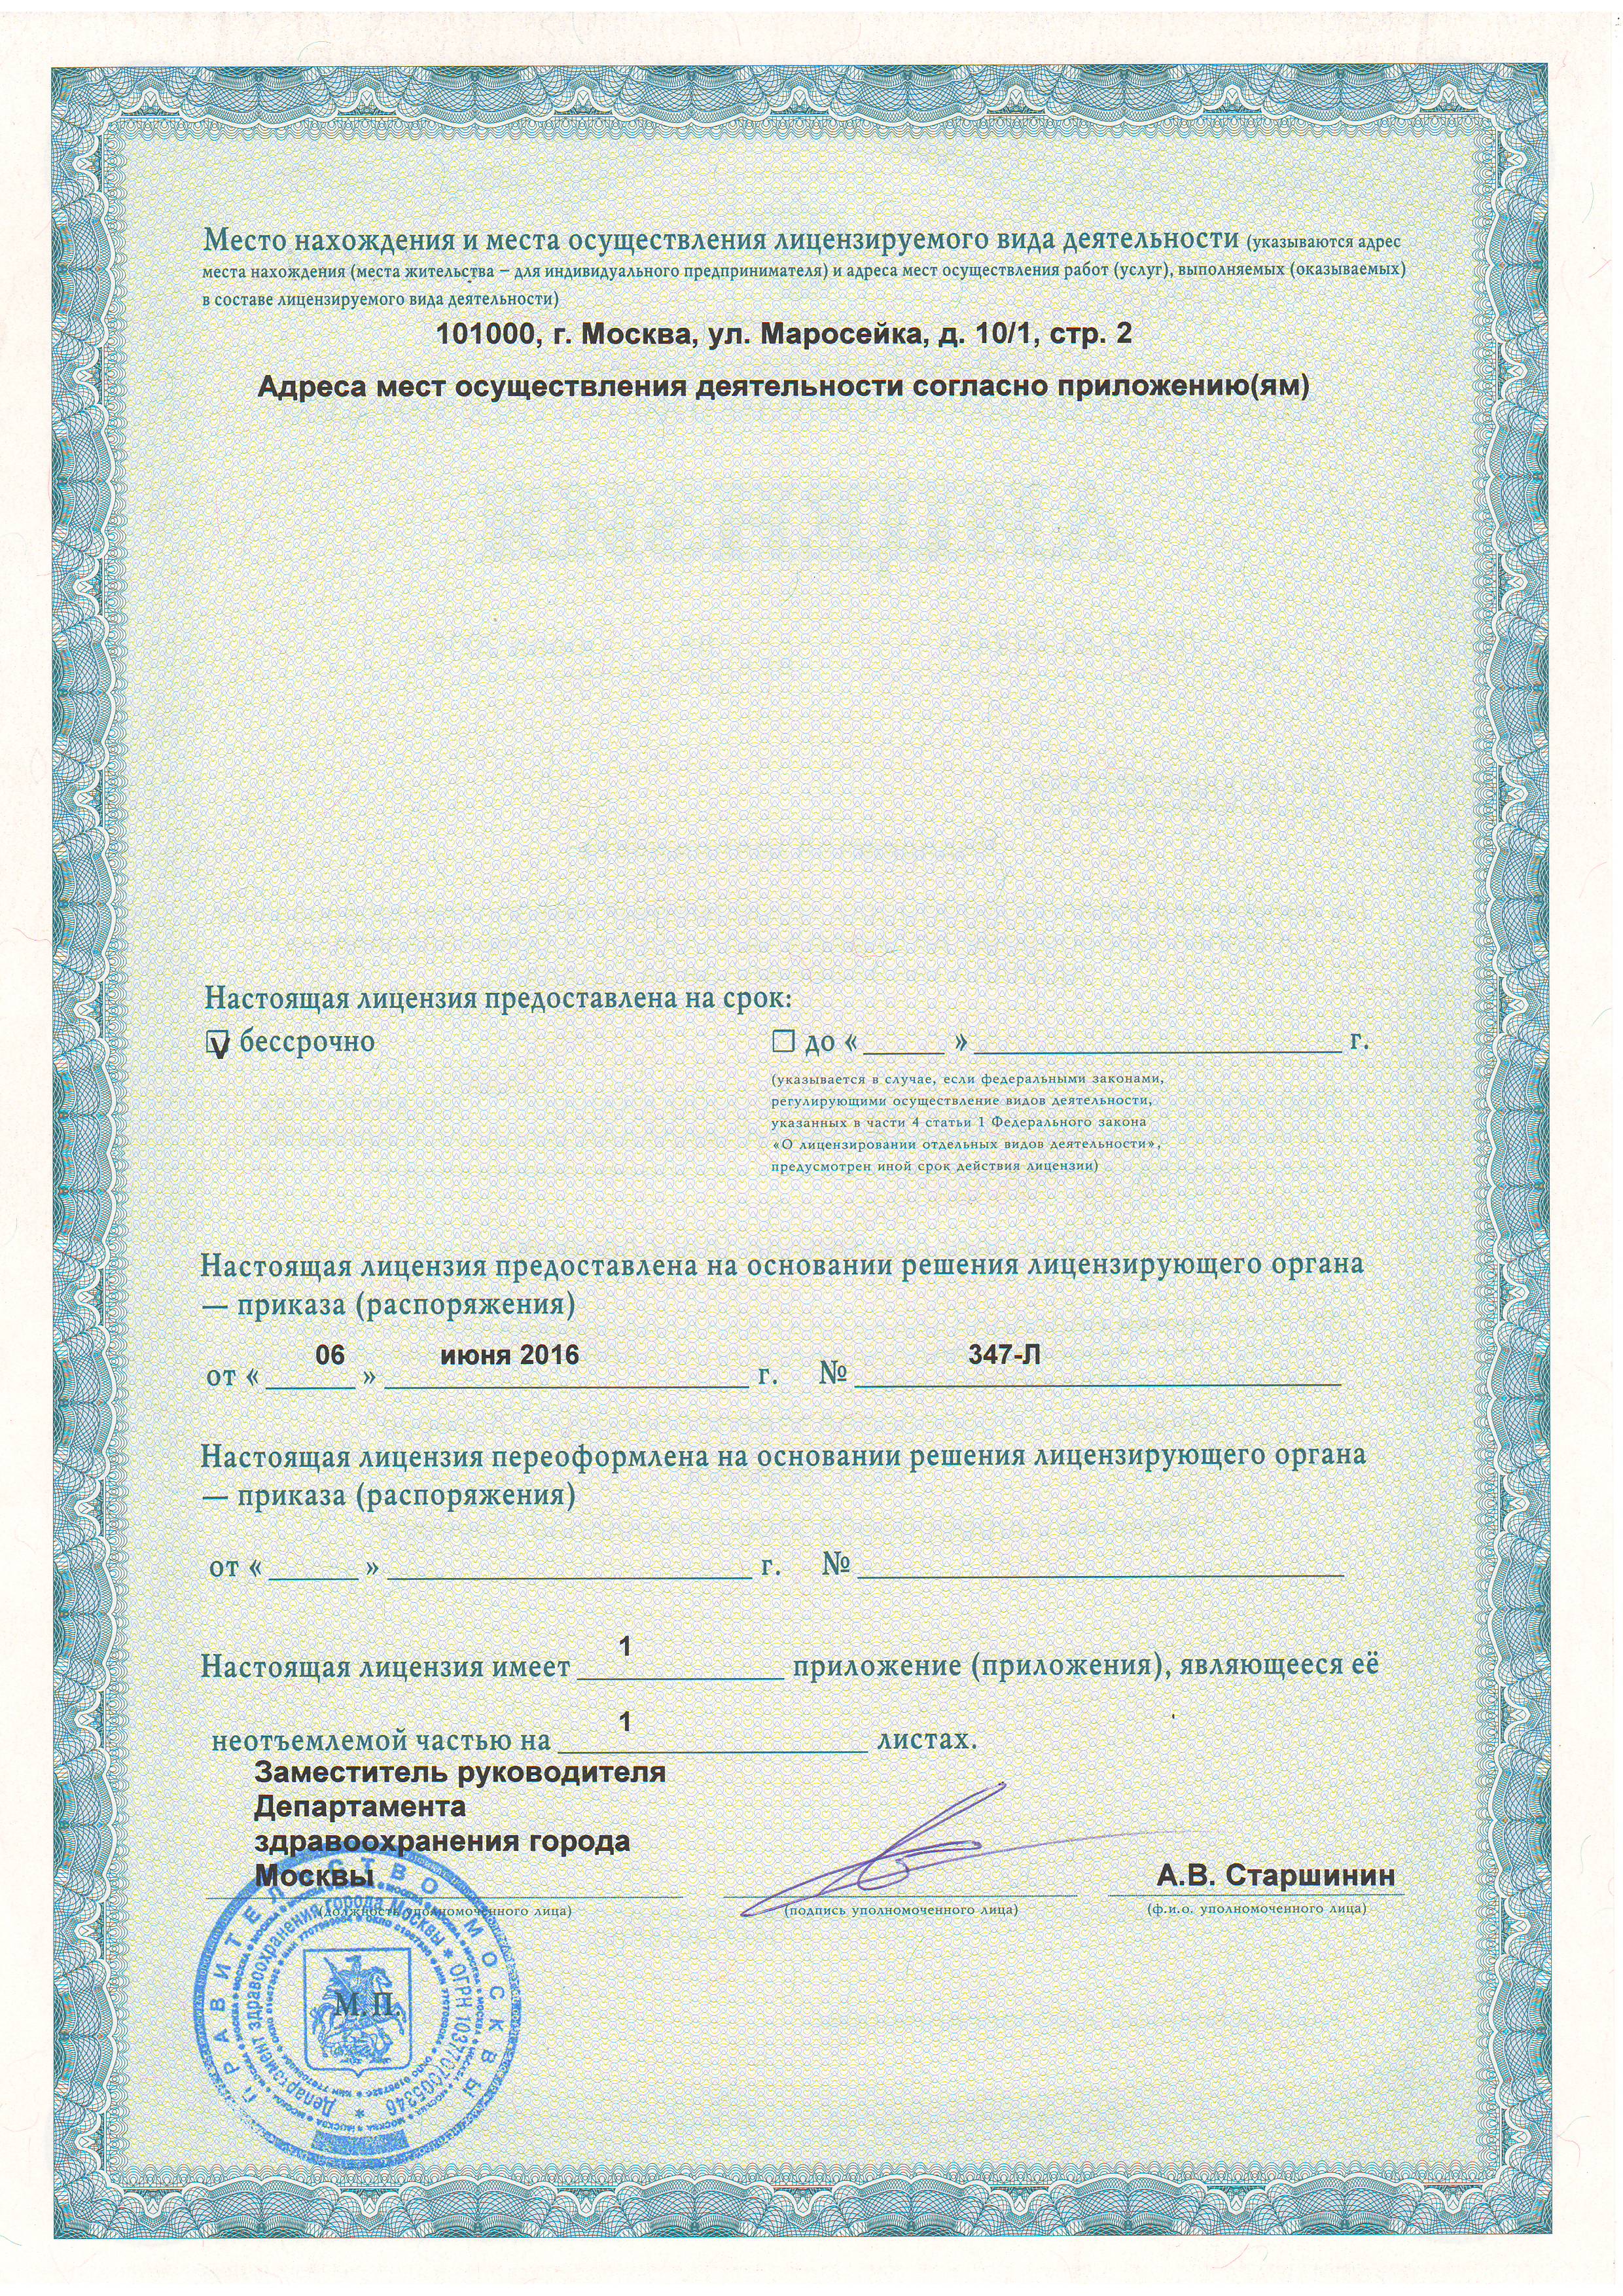 Место нахождения и места осуществления лицензируемого вида деятельности (указываются адрес
места нахождения (места жительства – для индивидуального предпринимателя) и адреса мест осуществления работ (услуг), выполняемых (оказываемых)
в составе лицензируемого вида деятельности)
101000, г. Москва, ул. Маросейка, д. 10/1, стр. 2
Адреса мест осуществления деятельности согласно приложению(ям)
Настоящая лицензия предоставлена на срок:
V бессрочно
до « ______ » ______________ г.
(указывается в случае, если федеральными законами,
регулирующими осуществление видов деятельности,
указанных в части 4 статьи 1 Федерального закона
«О лицензировании отдельных видов деятельности»,
предусмотрен иной срок действия лицензии)
Настоящая лицензия предоставлена на основании решения лицензирующего органа
— приказа (распоряжения)
от « 06 » июня 2016 г. № 347-Л
Настоящая лицензия переоформлена на основании решения лицензирующего органа
— приказа (распоряжения)
от « ______ » ______________ г. № ______________
Настоящая лицензия имеет 1 приложение (приложения), являющееся её
неотъемлемой частью на 1 листах.
Заместитель руководителя
Департамента
здравоохранения города
Москвы
А.В. Старшинин
(должность уполномоченного лица)
(подпись уполномоченного лица)
(ф.и.о. уполномоченного лица)
М.П.
ПРАВИТЕЛЬСТВО МОСКВЫ
Департамент здравоохранения города Москвы * ОГРН 1037707005346 *